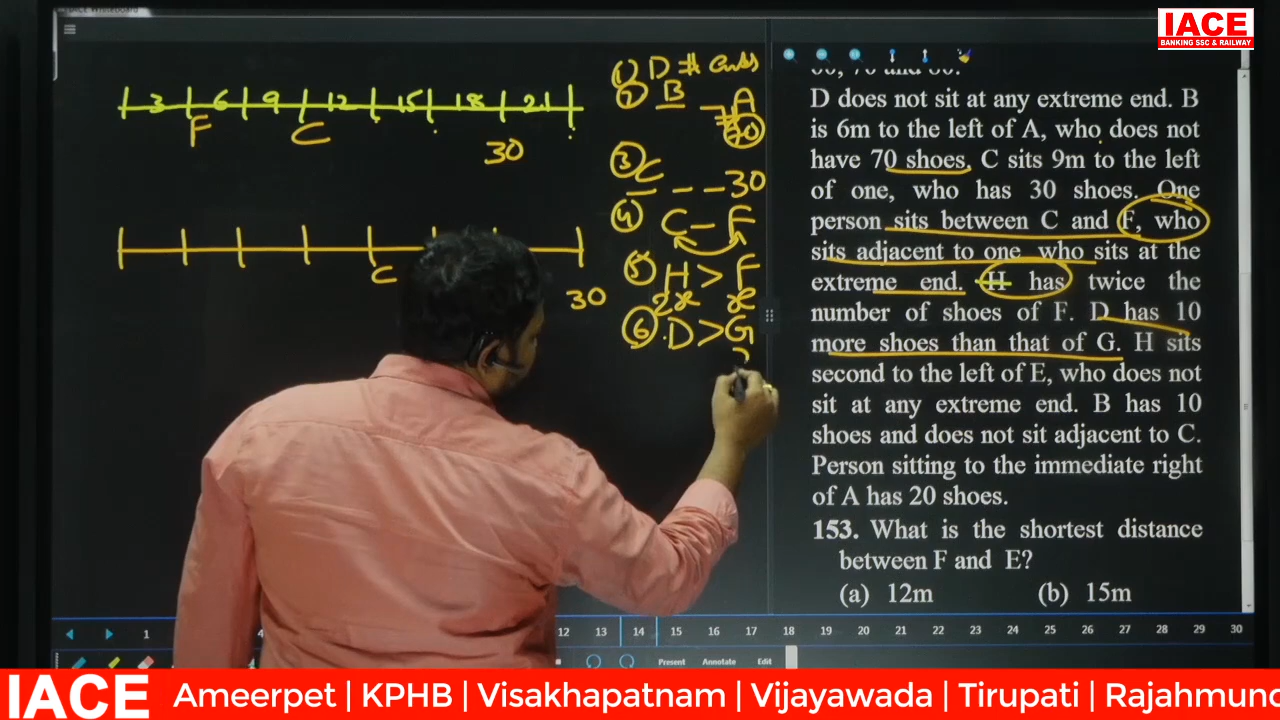 IACE
BANKING SSC & RAILWAY
3 6 9 12 15 18 21
F C
30
C
30
① D ≠ ends
② B _ A
≠ 70
③ C
_ _ _ 30
④ C - F
⑤ H > F
2x x
⑥ D > G
D does not sit at any extreme end. B
is 6m to the left of A, who does not
have 70 shoes. C sits 9m to the left
of one, who has 30 shoes. One
person sits between C and F, who
sits adjacent to one who sits at the
extreme end. H has twice the
number of shoes of F. D has 10
more shoes than that of G. H sits
second to the left of E, who does not
sit at any extreme end. B has 10
shoes and does not sit adjacent to C.
Person sitting to the immediate right
of A has 20 shoes.
153. What is the shortest distance
between F and E?
(a) 12m (b) 15m
1 4 12 13 14 15 16 17 18 19 20 21 22 23 24 25 26 27 28 29 30
Present Annotate Edit
IACE Ameerpet | KPHB | Visakhapatnam | Vijayawada | Tirupati | Rajahmund